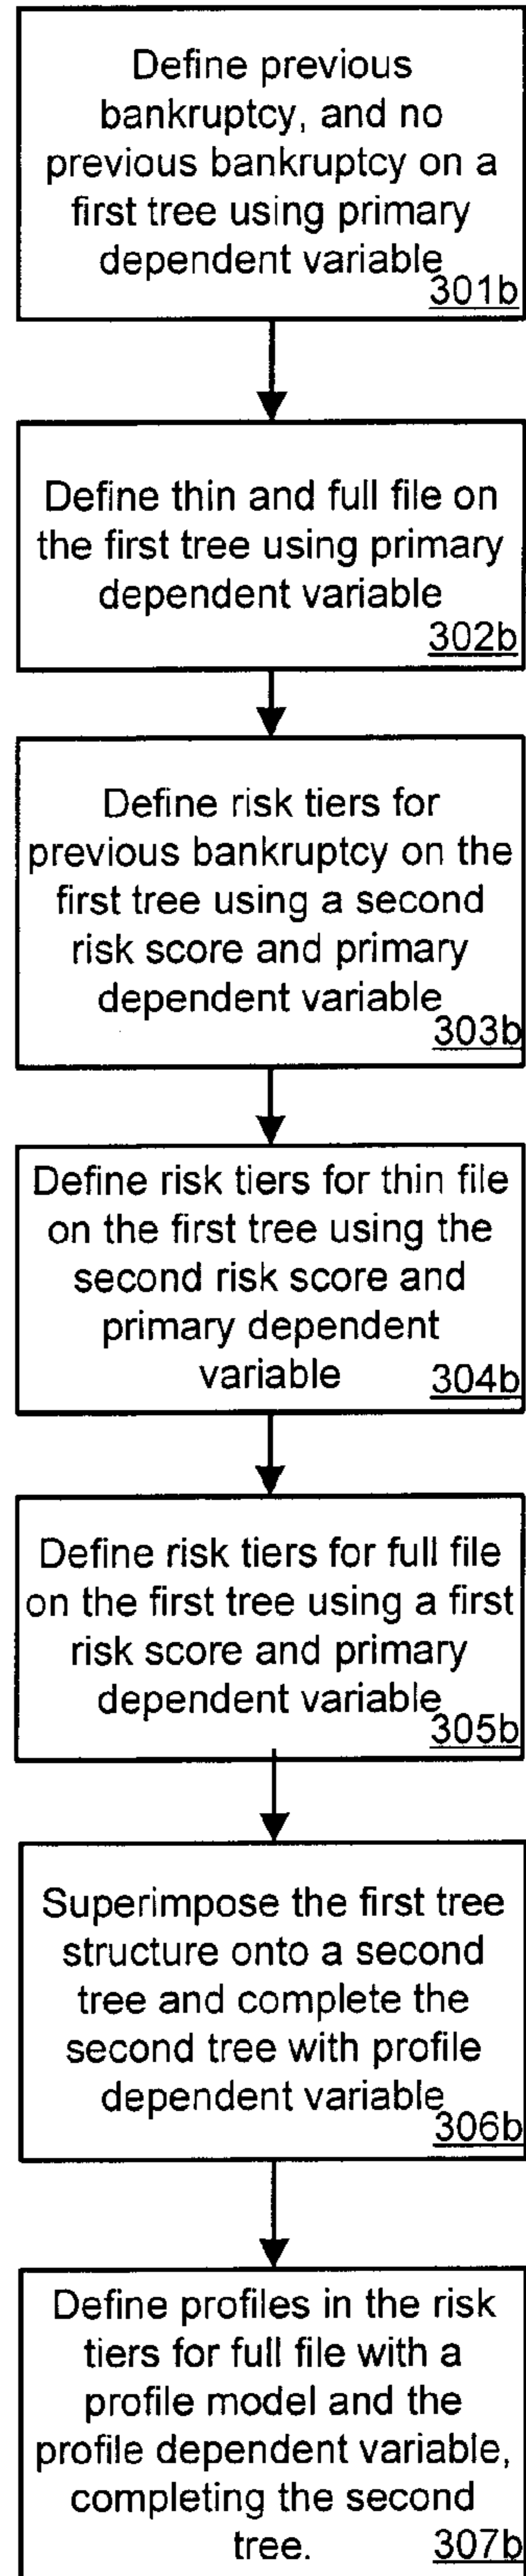 Define previous
bankruptcy, and no
previous bankruptcy on a
first tree using primary
dependent variable
301b
Define thin and full file on
the first tree using primary
dependent variable
302b
Define risk tiers for
previous bankruptcy on the
first tree using a second
risk score and primary
dependent variable
303b
Define risk tiers for thin file
on the first tree using the
second risk score and
primary dependent
variable 304b
Define risk tiers for full file
on the first tree using a first
risk score and primary
dependent variable
305b
Superimpose the first tree
structure onto a second
tree and complete the
second tree with profile
dependent variable
306b
Define profiles in the risk
tiers for full file with a
profile model and the
profile dependent variable,
completing the second
tree. 307b